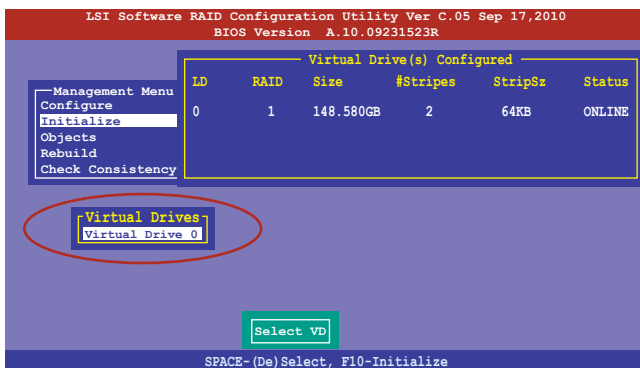 LSI Software RAID Configuration Utility Ver C.05 Sep 17,2010
BIOS Version A.10.09231523R
Virtual Drive(s) Configured
LD RAID Size #Stripes StripSz Status
0 1 148.580GB 2 64KB ONLINE
Management Menu
Configure
Initialize
Objects
Rebuild
Check Consistency
Virtual Drives
Virtual Drive 0
Select VD
SPACE-(De)Select, F10-Initialize